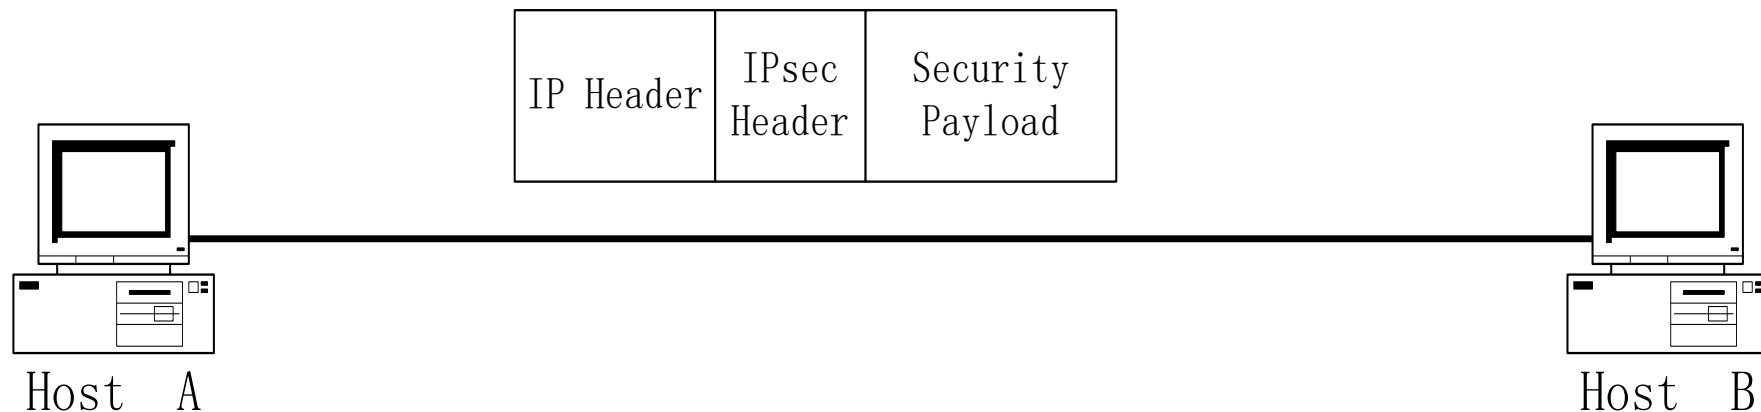 IP Header
IPsec
Header
Security
Payload
Host A
Host B